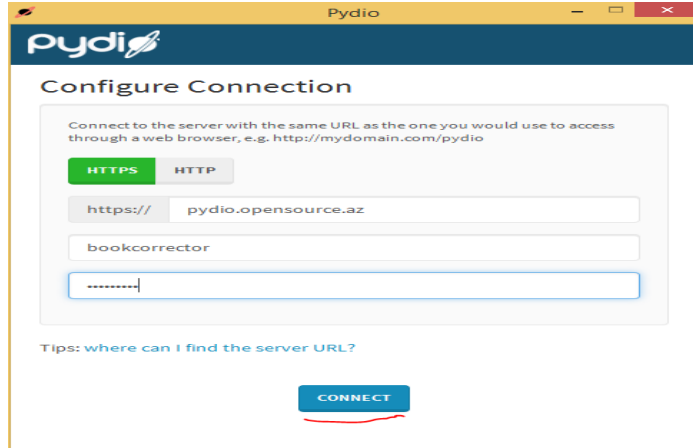 Pydio
pydio
Configure Connection
Connect to the server with the same URL as the one you would use to access
through a web browser, e.g. http://mydomain.com/pydio
HTTPS HTTP
https:// pydio.opensource.az
bookcorrector
---------
Tips: where can I find the server URL?
CONNECT